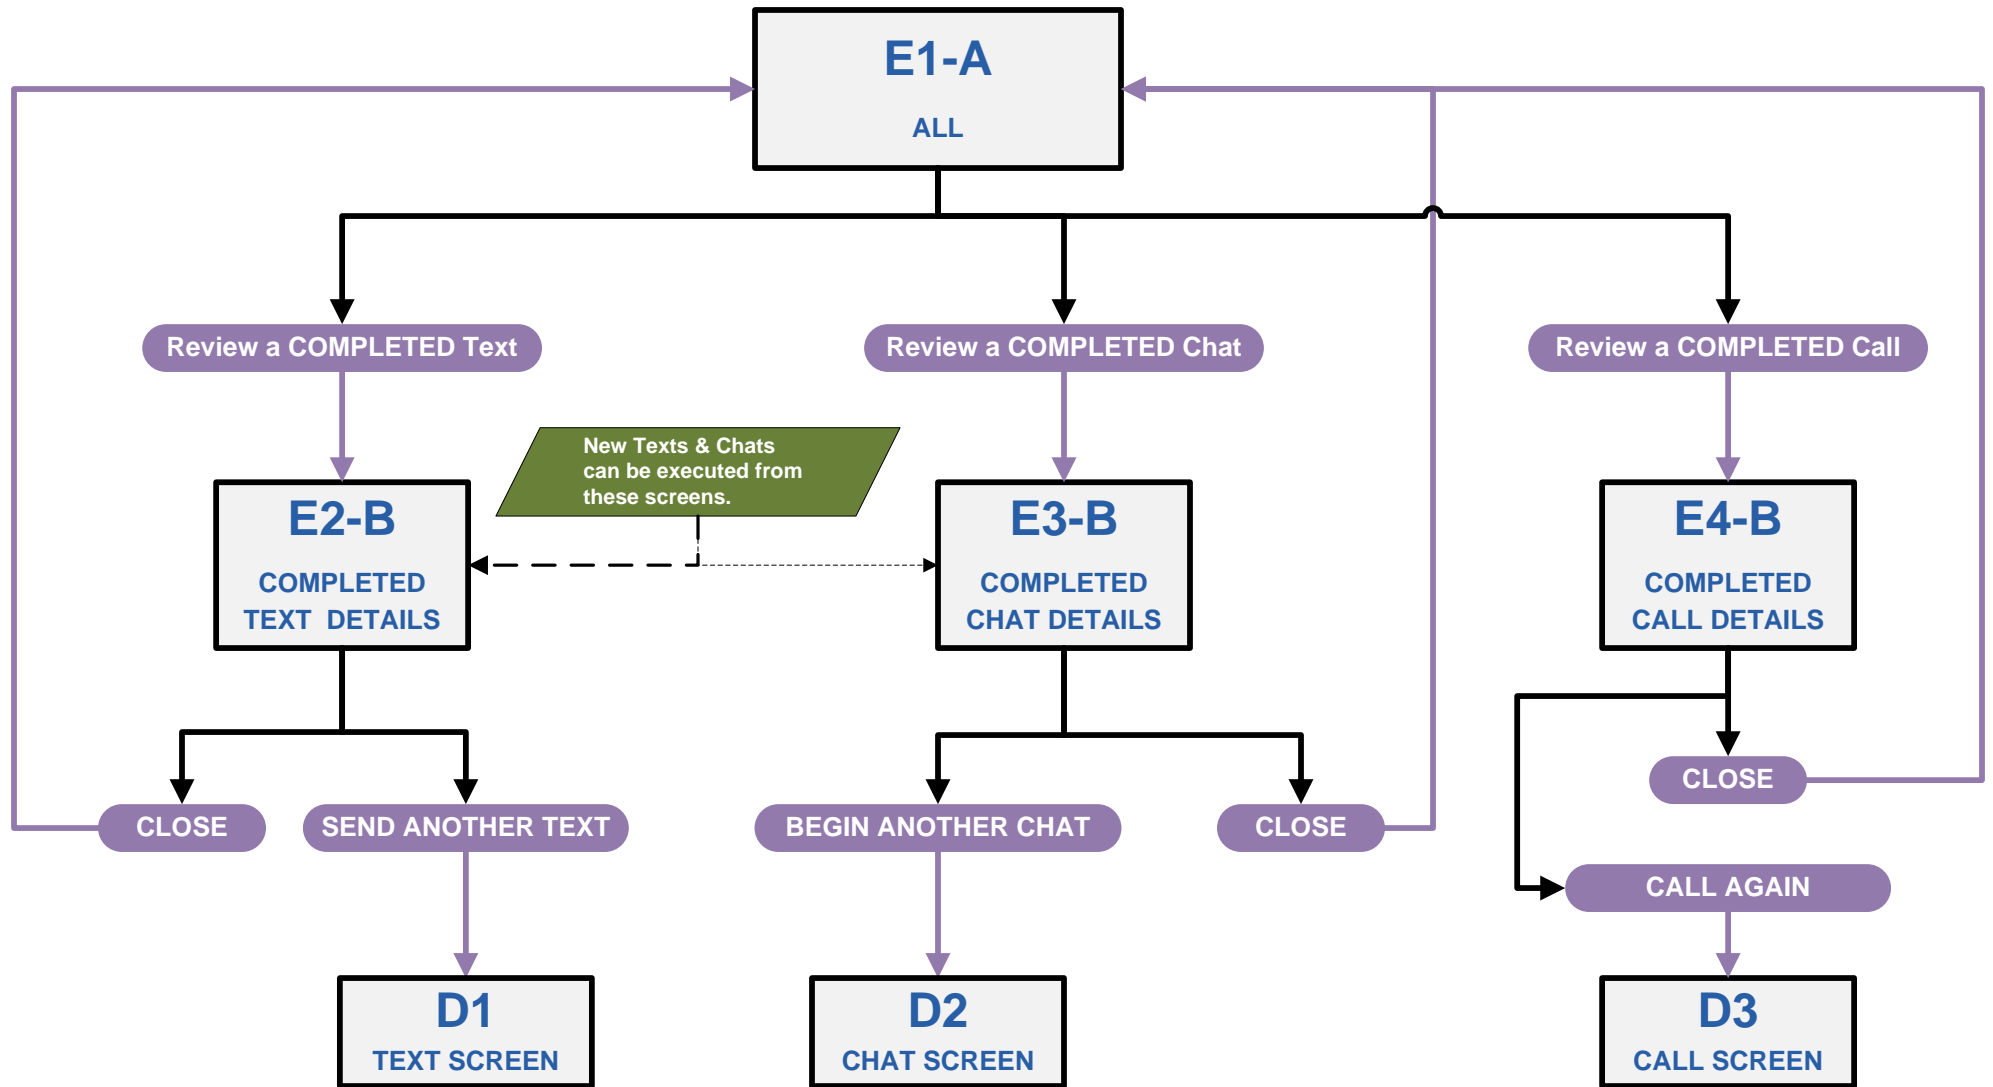 E1-A
ALL
Review a COMPLETED Text
Review a COMPLETED Chat
Review a COMPLETED Call
New Texts & Chats
can be executed from
these screens.
E2-B
COMPLETED
TEXT  DETAILS
E3-B
COMPLETED
CHAT DETAILS
E4-B
COMPLETED
CALL DETAILS
CLOSE
SEND ANOTHER TEXT
BEGIN ANOTHER CHAT
CLOSE
CLOSE
CALL AGAIN
D1
TEXT SCREEN
D2
CHAT SCREEN
D3
CALL SCREEN